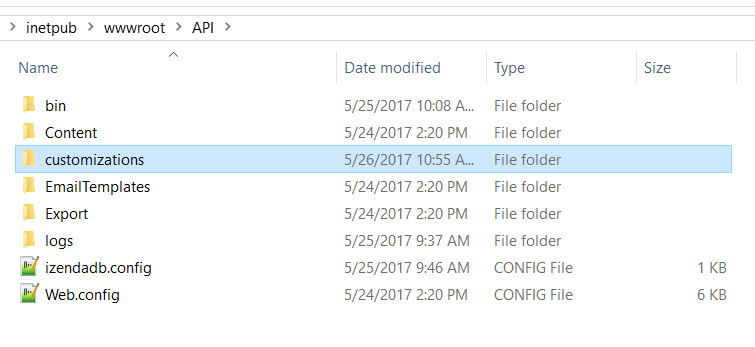 inetpub > wwwroot > API >
Name Date modified Type Size
bin 5/25/2017 10:08 A... File folder
Content 5/24/2017 2:20 PM File folder
customizations 5/26/2017 10:55 A... File folder
EmailTemplates 5/24/2017 2:20 PM File folder
Export 5/24/2017 2:20 PM File folder
logs 5/25/2017 9:37 AM File folder
izendadb.config 5/25/2017 9:46 AM CONFIG File 1 KB
Web.config 5/24/2017 2:20 PM CONFIG File 6 KB